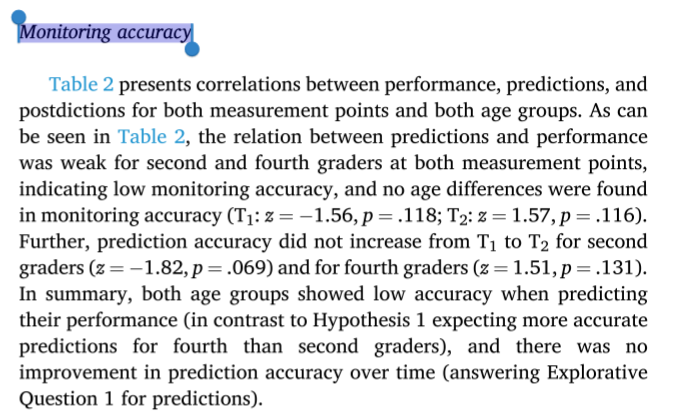 Monitoring accuracy
Table 2 presents correlations between performance, predictions, and
postdictions for both measurement points and both age groups. As can
be seen in Table 2, the relation between predictions and performance
was weak for second and fourth graders at both measurement points,
indicating low monitoring accuracy, and no age differences were found
in monitoring accuracy (T₁: z = −1.56, p = .118; T₂: z = 1.57, p = .116).
Further, prediction accuracy did not increase from T₁ to T₂ for second
graders (z = −1.82, p = .069) and for fourth graders (z = 1.51, p = .131).
In summary, both age groups showed low accuracy when predicting
their performance (in contrast to Hypothesis 1 expecting more accurate
predictions for fourth than second graders), and there was no
improvement in prediction accuracy over time (answering Explorative
Question 1 for predictions).